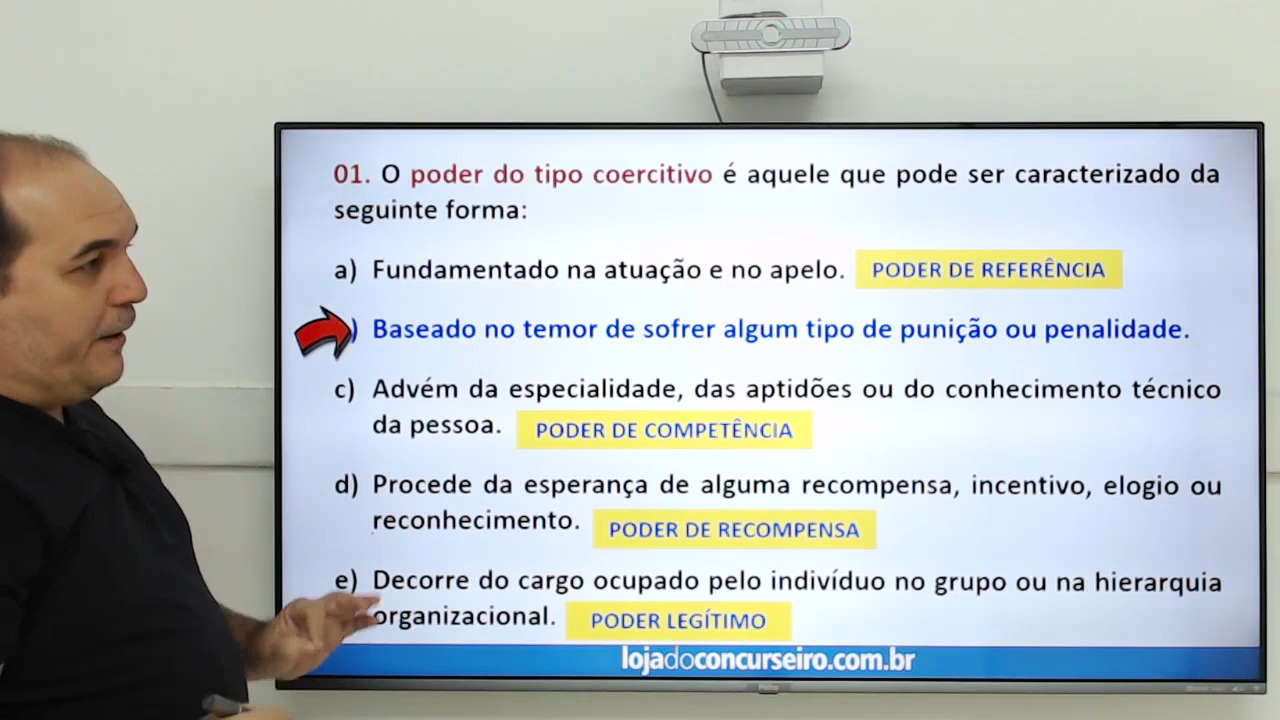 01. O poder do tipo coercitivo é aquele que pode ser caracterizado da
seguinte forma:
a) Fundamentado na atuação e no apelo. PODER DE REFERÊNCIA
) Baseado no temor de sofrer algum tipo de punição ou penalidade.
c) Advém da especialidade, das aptidões ou do conhecimento técnico
da pessoa. PODER DE COMPETÊNCIA
d) Procede da esperança de alguma recompensa, incentivo, elogio ou
reconhecimento. PODER DE RECOMPENSA
e) Decorre do cargo ocupado pelo indivíduo no grupo ou na hierarquia
organizacional. PODER LEGÍTIMO
lojadoconcurseiro.com.br